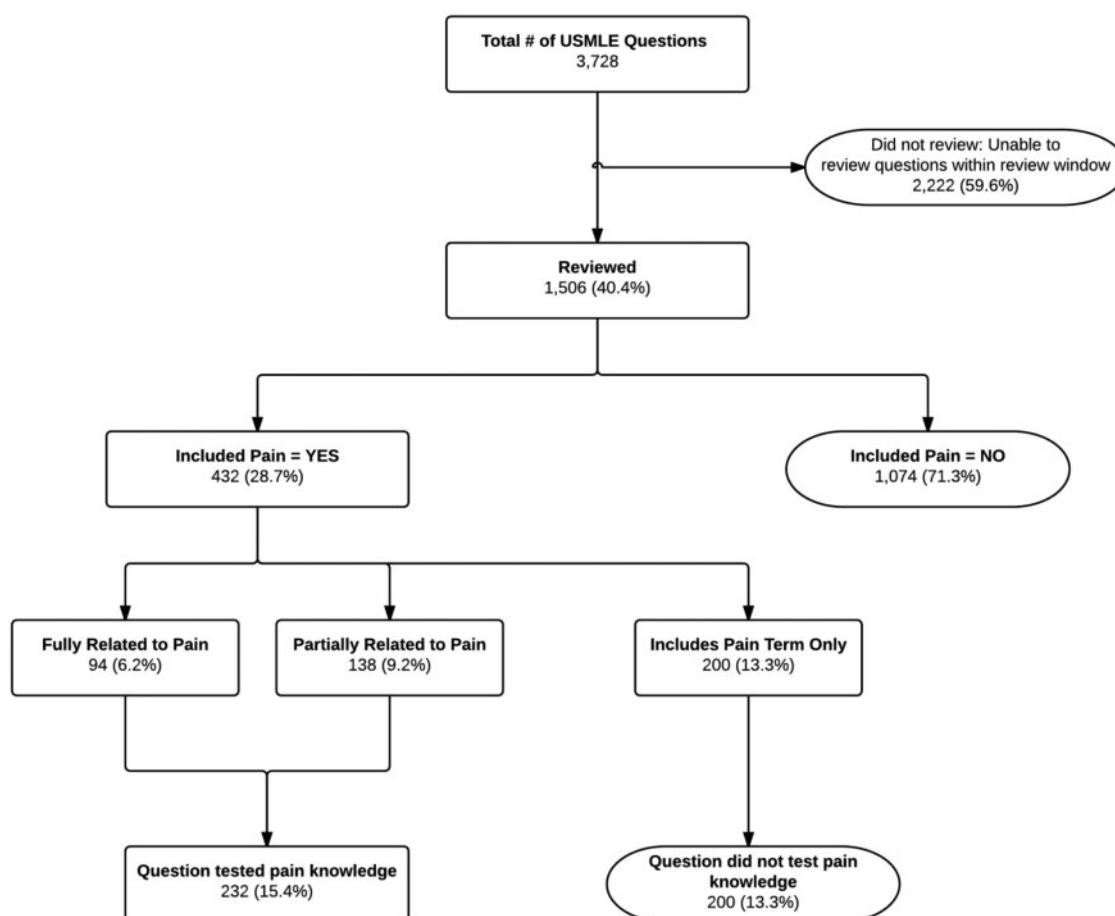 Total # of USMLE Questions
3,728
Did not review: Unable to
review questions within review window
2,222 (59.6%)
Reviewed
1,506 (40.4%)
Included Pain = YES
432 (28.7%)
Included Pain = NO
1,074 (71.3%)
Fully Related to Pain
94 (6.2%)
Partially Related to Pain
138 (9.2%)
Includes Pain Term Only
200 (13.3%)
Question tested pain knowledge
232 (15.4%)
Question did not test pain
knowledge
200 (13.3%)